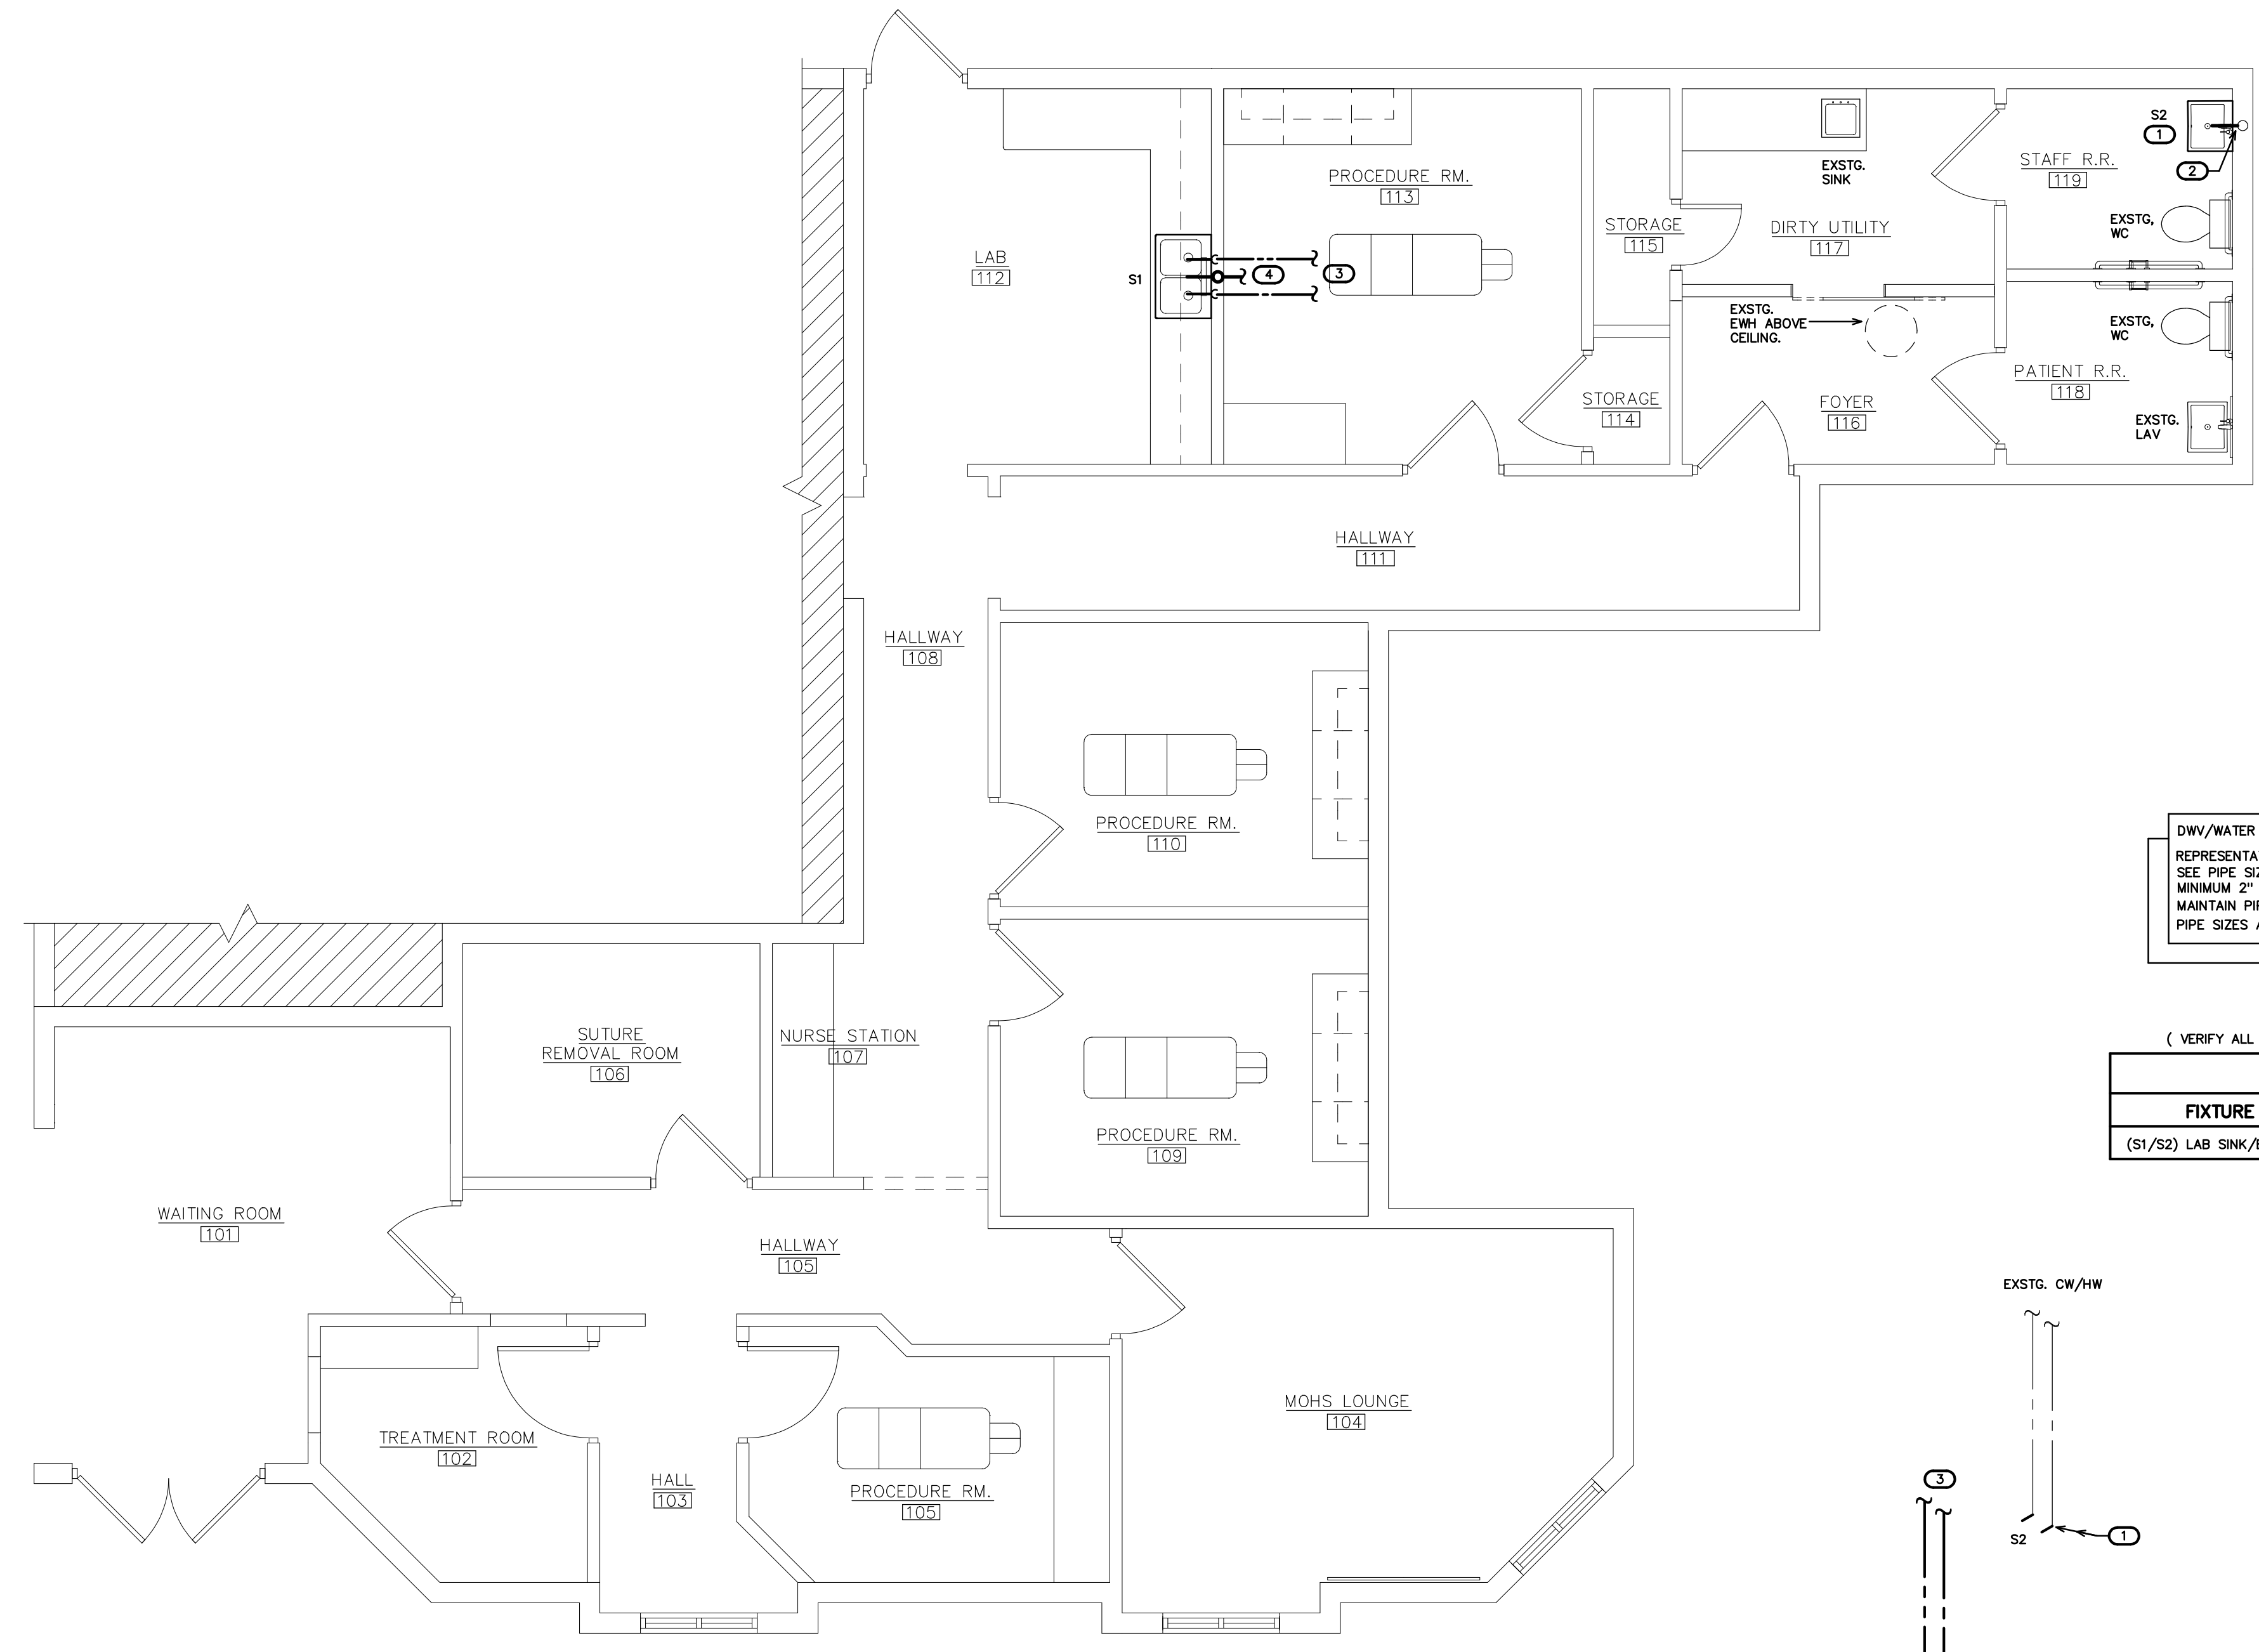 S2
1
2
STAFF R.R.
119
PROCEDURE RM.
113
EXSTG.
SINK
EXSTG,
WC
STORAGE
115
DIRTY UTILITY
117
LAB
112
S1
4
3
EXSTG.
EWH ABOVE
CEILING.
EXSTG,
WC
PATIENT R.R.
118
STORAGE
114
FOYER
116
EXSTG.
LAV
HALLWAY
111
HALLWAY
108
PROCEDURE RM.
110
DWV/WATER
REPRESENTA
SEE PIPE SIZ
MINIMUM 2"
MAINTAIN PI
PIPE SIZES
SUTURE
REMOVAL ROOM
106
NURSE STATION
107
( VERIFY ALL
FIXTURE
(S1/S2) LAB SINK/
PROCEDURE RM.
109
WAITING ROOM
101
HALLWAY
105
EXSTG. CW/HW
MOHS LOUNGE
104
TREATMENT ROOM
102
HALL
103
PROCEDURE RM.
105
3
S2
1